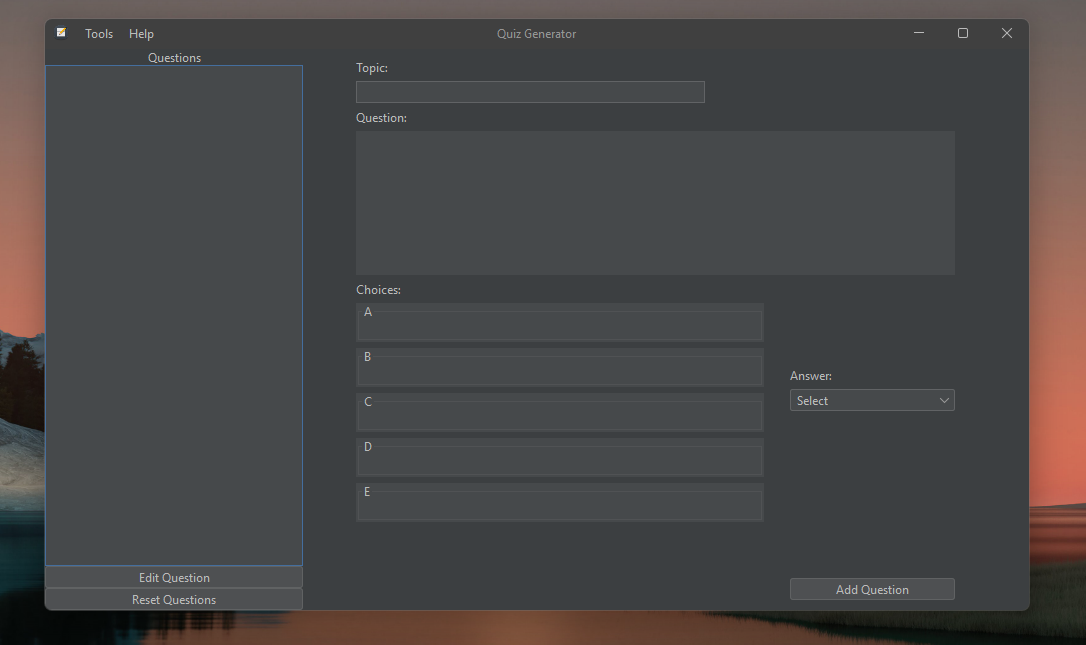 Tools Help Quiz Generator
Questions
Edit Question
Reset Questions
Topic:
Question:
Choices:
A
B
C
D
E
Answer:
Select
Add Question